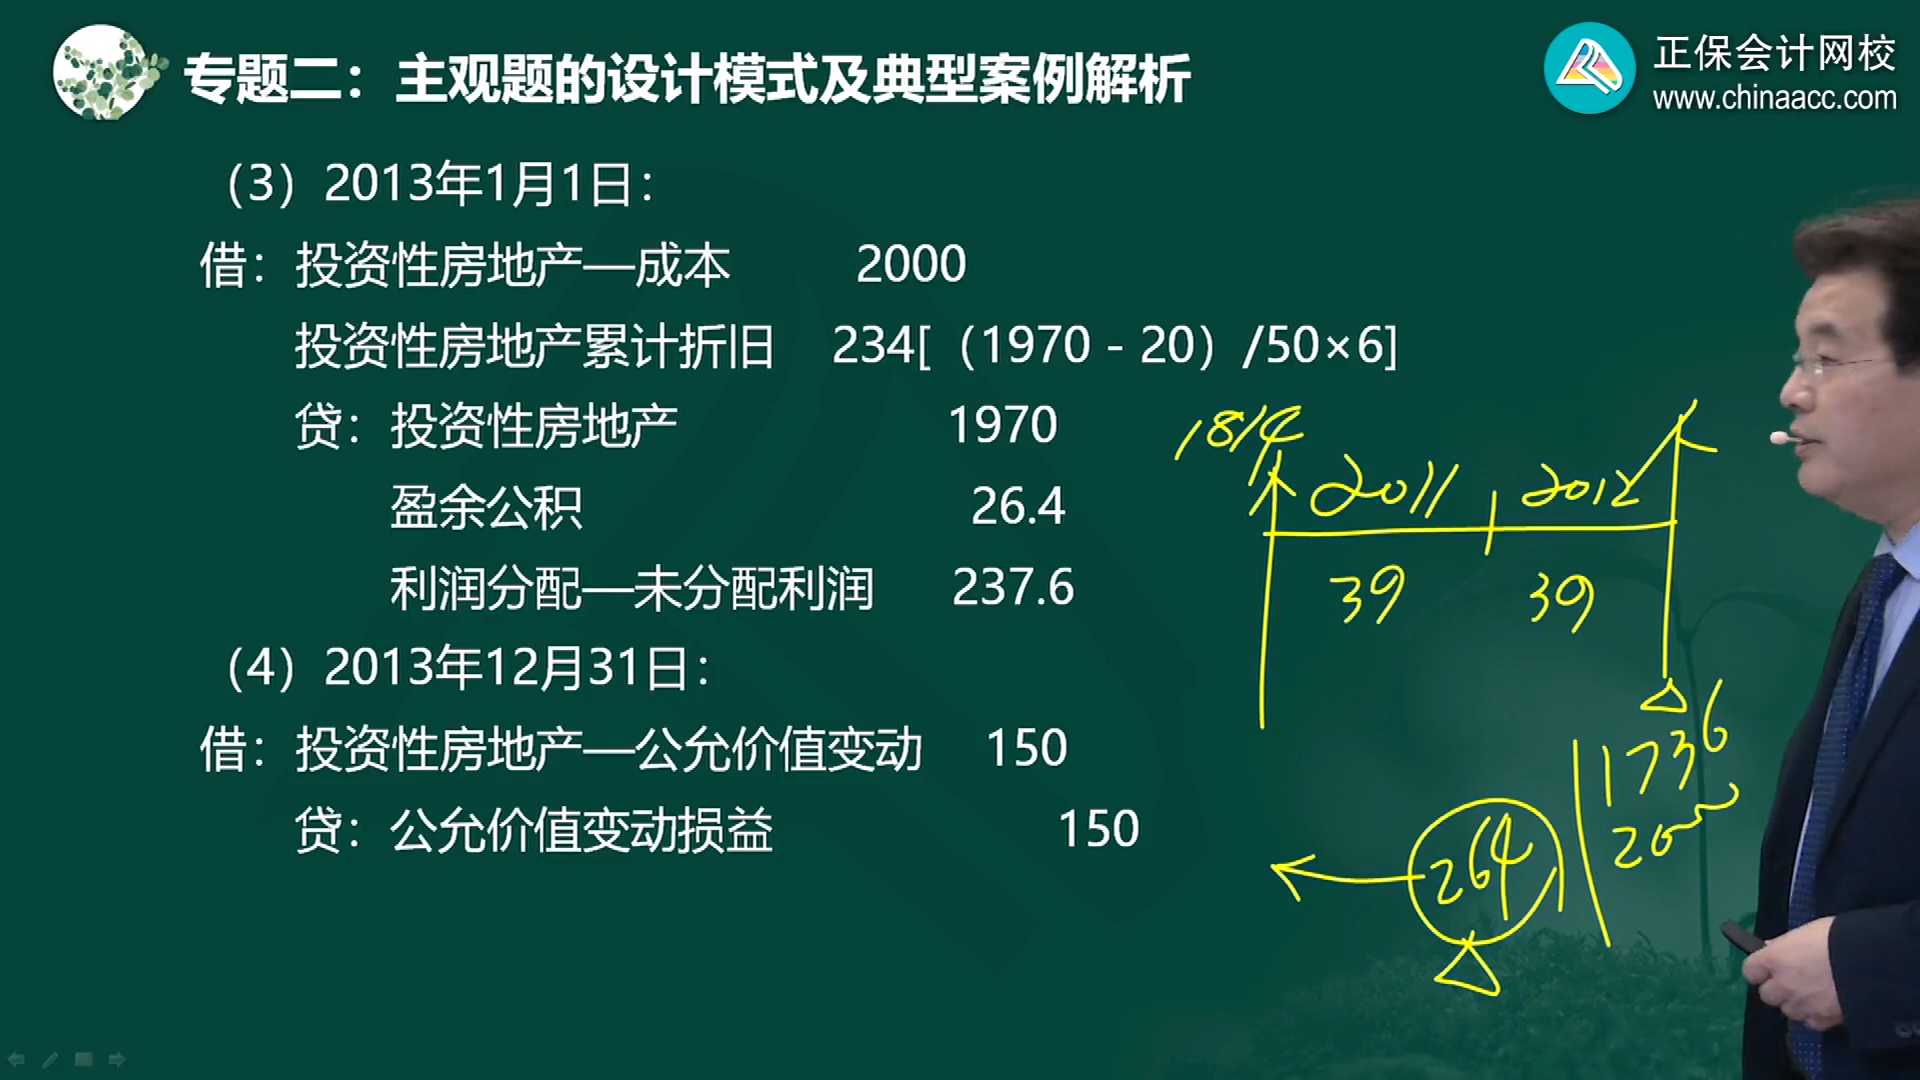 专题二：主观题的设计模式及典型案例解析
正保会计网校
www.chinaacc.com
（3）2013年1月1日：
借：投资性房地产—成本 2000
投资性房地产累计折旧 234[（1970 - 20）/50×6]
贷：投资性房地产 1970
盈余公积 26.4
利润分配—未分配利润 237.6
（4）2013年12月31日：
借：投资性房地产—公允价值变动 150
贷：公允价值变动损益 150
1814
2011 2012
39 39
1736
2000
264